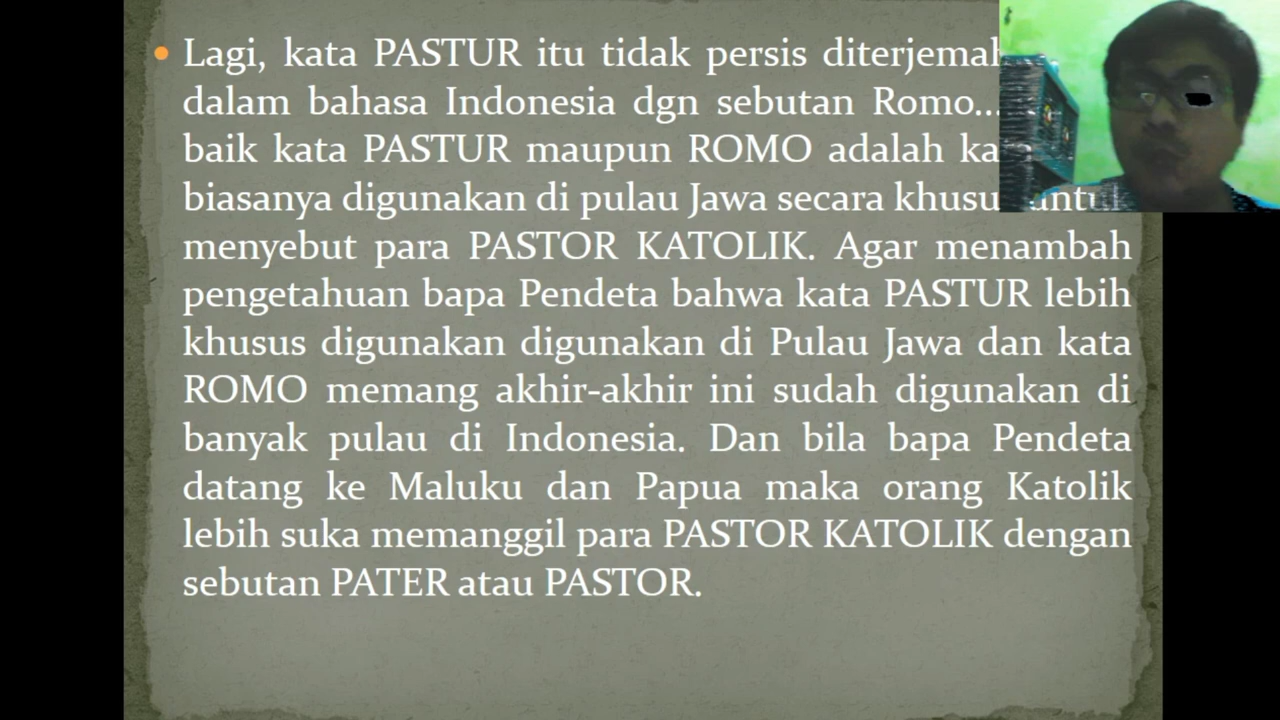 Lagi, kata PASTUR itu tidak persis
dalam bahasa Indonesia dgn sebutan Romo...
baik kata PASTUR maupun ROMO adalah
biasanya digunakan di pulau Jawa secara
menyebut para PASTOR KATOLIK. Agar menambah
pengetahuan bapa Pendeta bahwa kata PASTUR lebih
khusus digunakan digunakan di Pulau Jawa dan kata
ROMO memang akhir-akhir ini sudah digunakan di
banyak pulau di Indonesia. Dan bila bapa Pendeta
datang ke Maluku dan Papua maka orang Katolik
lebih suka memanggil para PASTOR KATOLIK dengan
sebutan PATER atau PASTOR.